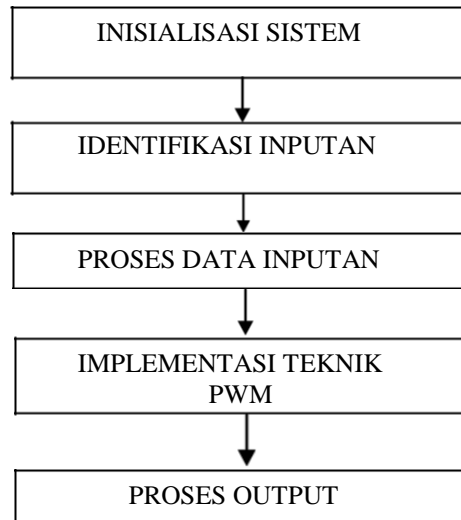 INISIALISASI SISTEM
IDENTIFIKASI INPUTAN
PROSES DATA INPUTAN
IMPLEMENTASI TEKNIK
PWM
PROSES OUTPUT